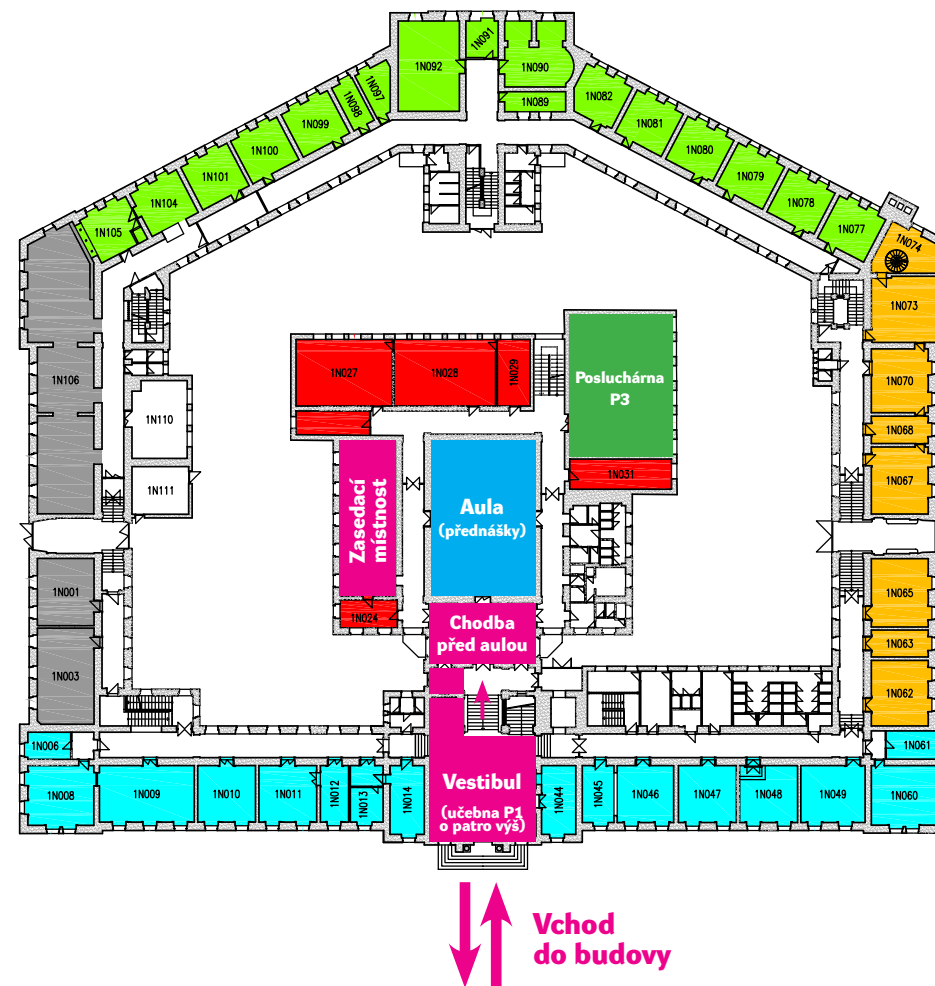 1N091
1N092
1N090
1N097
1N098
1N089
1N082
1N099
1N081
1N100
1N080
1N101
1N079
1N104
1N078
1N105
1N077
1N074
1N073
1N106
1N027
1N028
1N029
Posluchárna
P3
1N070
1N110
1N068
1N067
1N111
1N031
Zasedací
místnost
Aula
(přednášky)
1N001
1N065
1N024
Chodba
před aulou
1N063
1N003
1N062
1N006
1N061
1N008
1N009
1N010
1N011
1N012
1N013
1N014
Vestibul
(učebna P1
o patro výš)
1N044
1N045
1N046
1N047
1N048
1N049
1N060
Vchod
do budovy